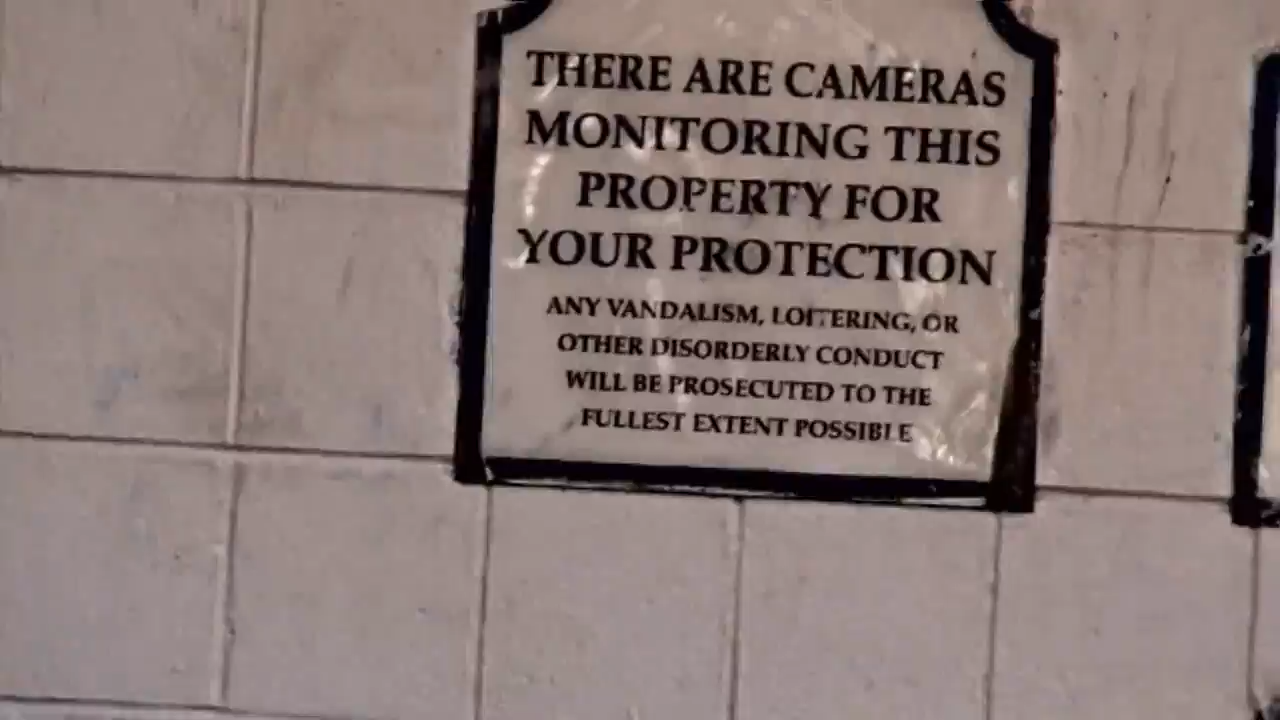 THERE ARE CAMERAS
MONITORING THIS
PROPERTY FOR
YOUR PROTECTION
ANY VANDALISM, LOITERING, OR
OTHER DISORDERLY CONDUCT
WILL BE PROSECUTED TO THE
FULLEST EXTENT POSSIBLE